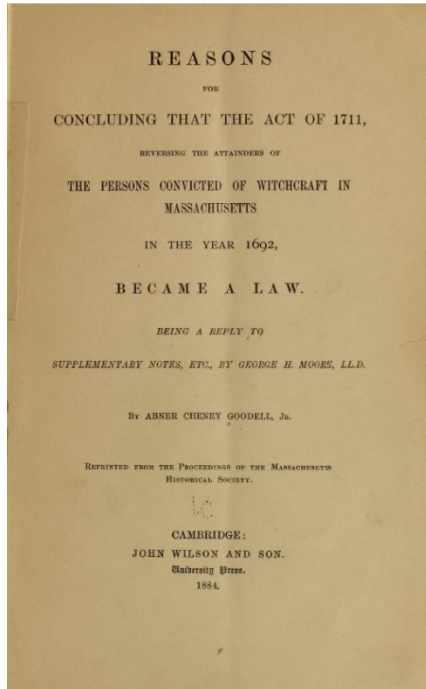 REASONS
FOR
CONCLUDING THAT THE ACT OF 1711,
REVERSING THE ATTAINDERS OF
THE PERSONS CONVICTED OF WITCHCRAFT IN
MASSACHUSETTS
IN THE YEAR 1692,
BECAME A LAW.
BEING A REPLY TO
SUPPLEMENTARY NOTES, ETC., BY GEORGE H. MOORE, LL.D.
By ABNER CHENEY GOODELL, Jr.
Reprinted from the Proceedings of the Massachusetts
Historical Society.
CAMBRIDGE:
JOHN WILSON AND SON.
University Press.
1884.